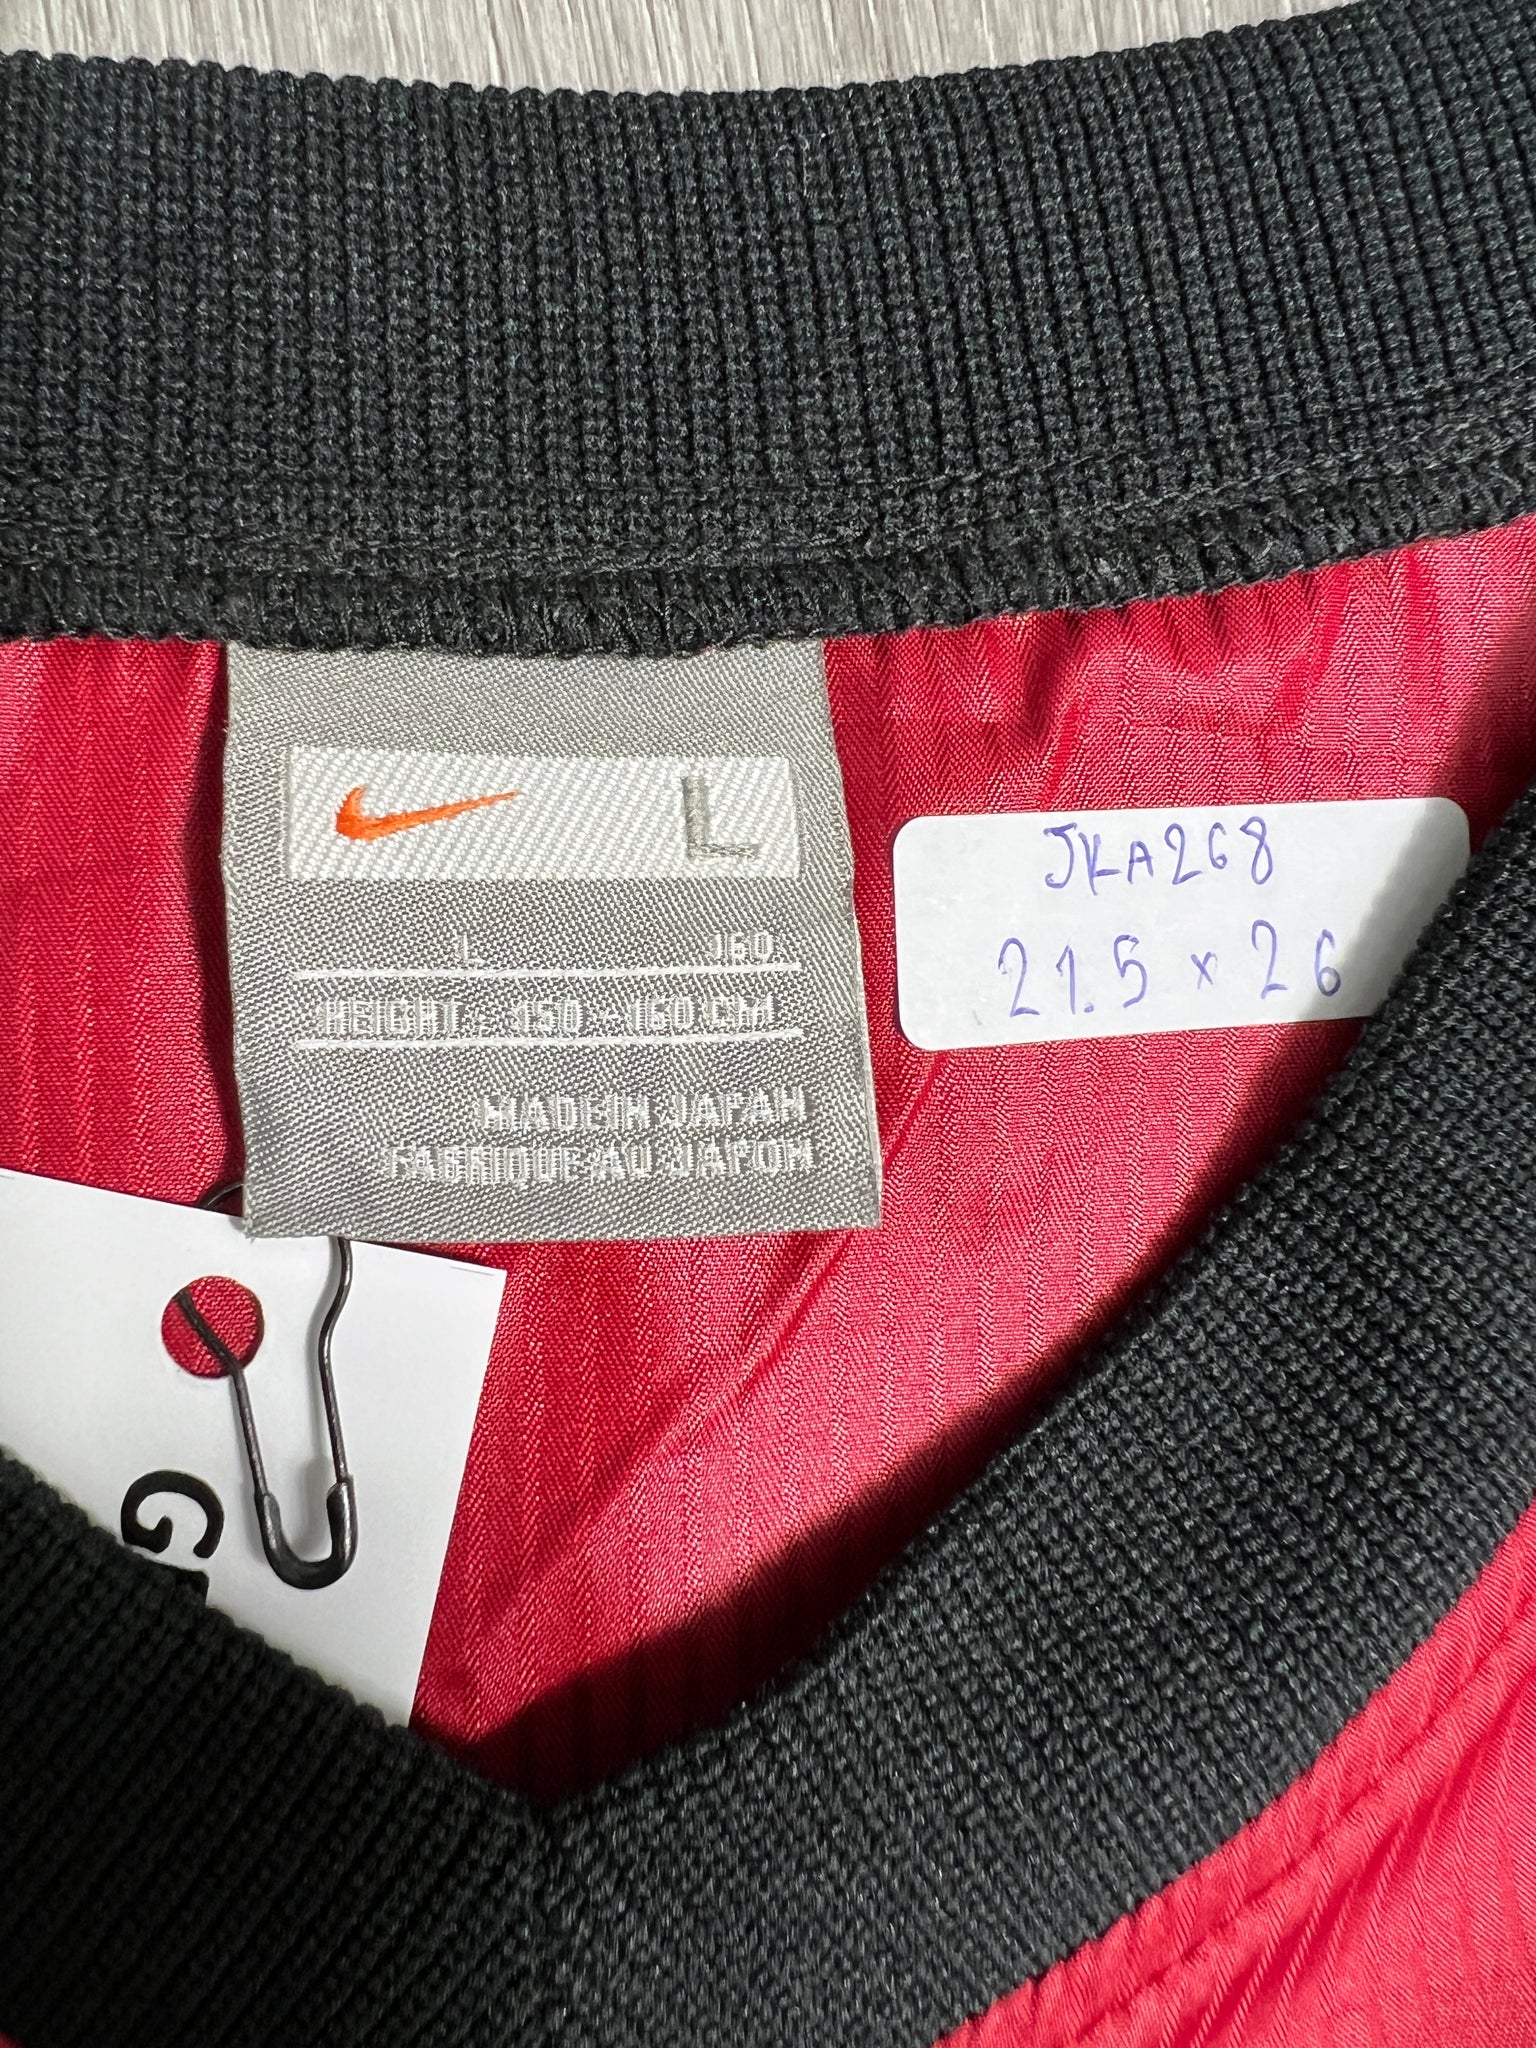 L
L 160
HEIGHT : 150 - 160 CM
MADE IN JAPAN
FABRIQUE AU JAPON
JKA268
21.5 x 26
G